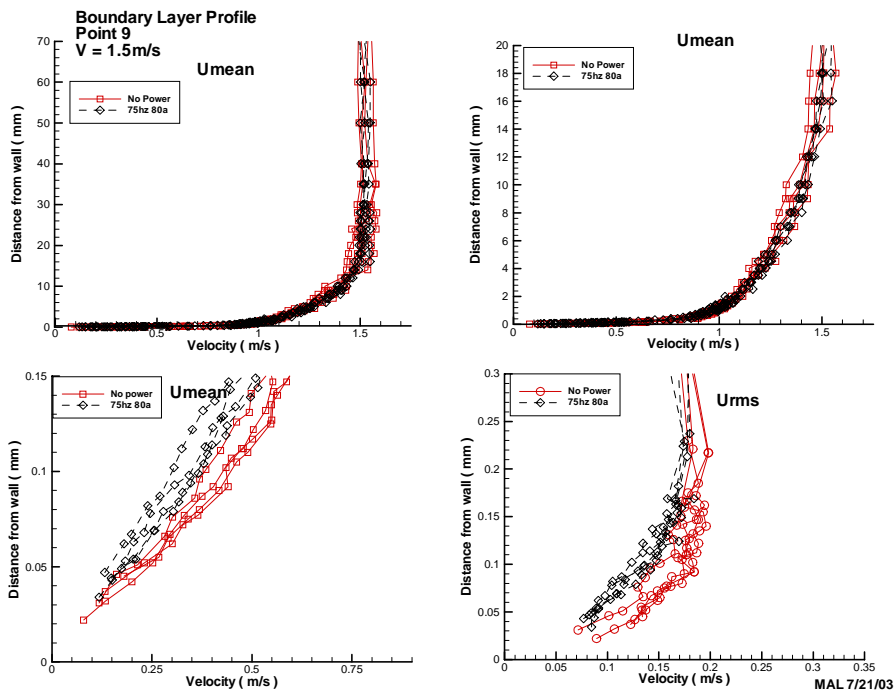 Boundary Layer Profile
Point 9
V = 1.5m/s
Umean
No Power
75hz 80a
Distance from wall ( mm )
70
60
50
40
30
20
10
0
0 0.5 1 1.5
Velocity ( m/s )
Umean
No Power
75hz 80a
Distance from wall ( mm )
20
18
16
14
12
10
8
6
4
2
0
0 0.5 1 1.5
Velocity ( m/s )
Umean
No power
75hz 80a
Distance from wall ( mm )
0.15
0.1
0.05
0
0 0.25 0.5 0.75
Velocity ( m/s )
Urms
No Power
75hz 80a
Distance from wall ( mm )
0.3
0.25
0.2
0.15
0.1
0.05
0
0 0.05 0.1 0.15 0.2 0.25 0.3 0.35
Velocity ( m/s )
MAL 7/21/03